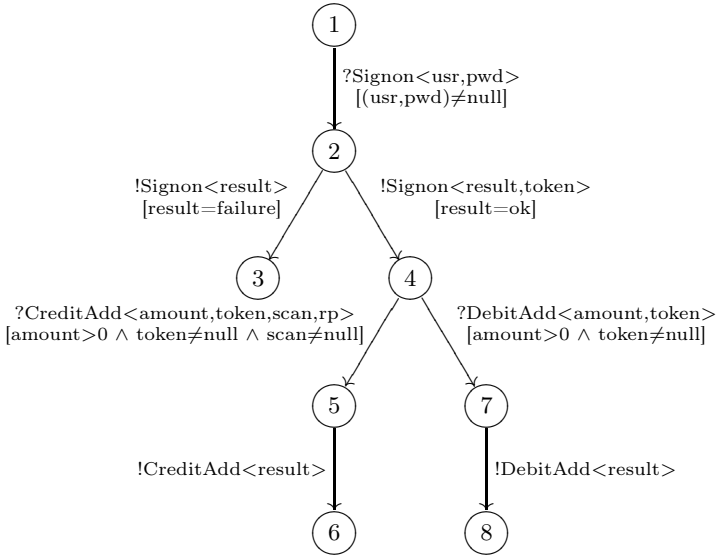 1
?Signon<usr,pwd>
[(usr,pwd)≠null]
2
!Signon<result>
[result=failure]
!Signon<result,token>
[result=ok]
3
4
?CreditAdd<amount,token,scan,rp>
[amount>0 ∧ token≠null ∧ scan≠null]
?DebitAdd<amount,token>
[amount>0 ∧ token≠null]
5
7
!CreditAdd<result>
!DebitAdd<result>
6
8